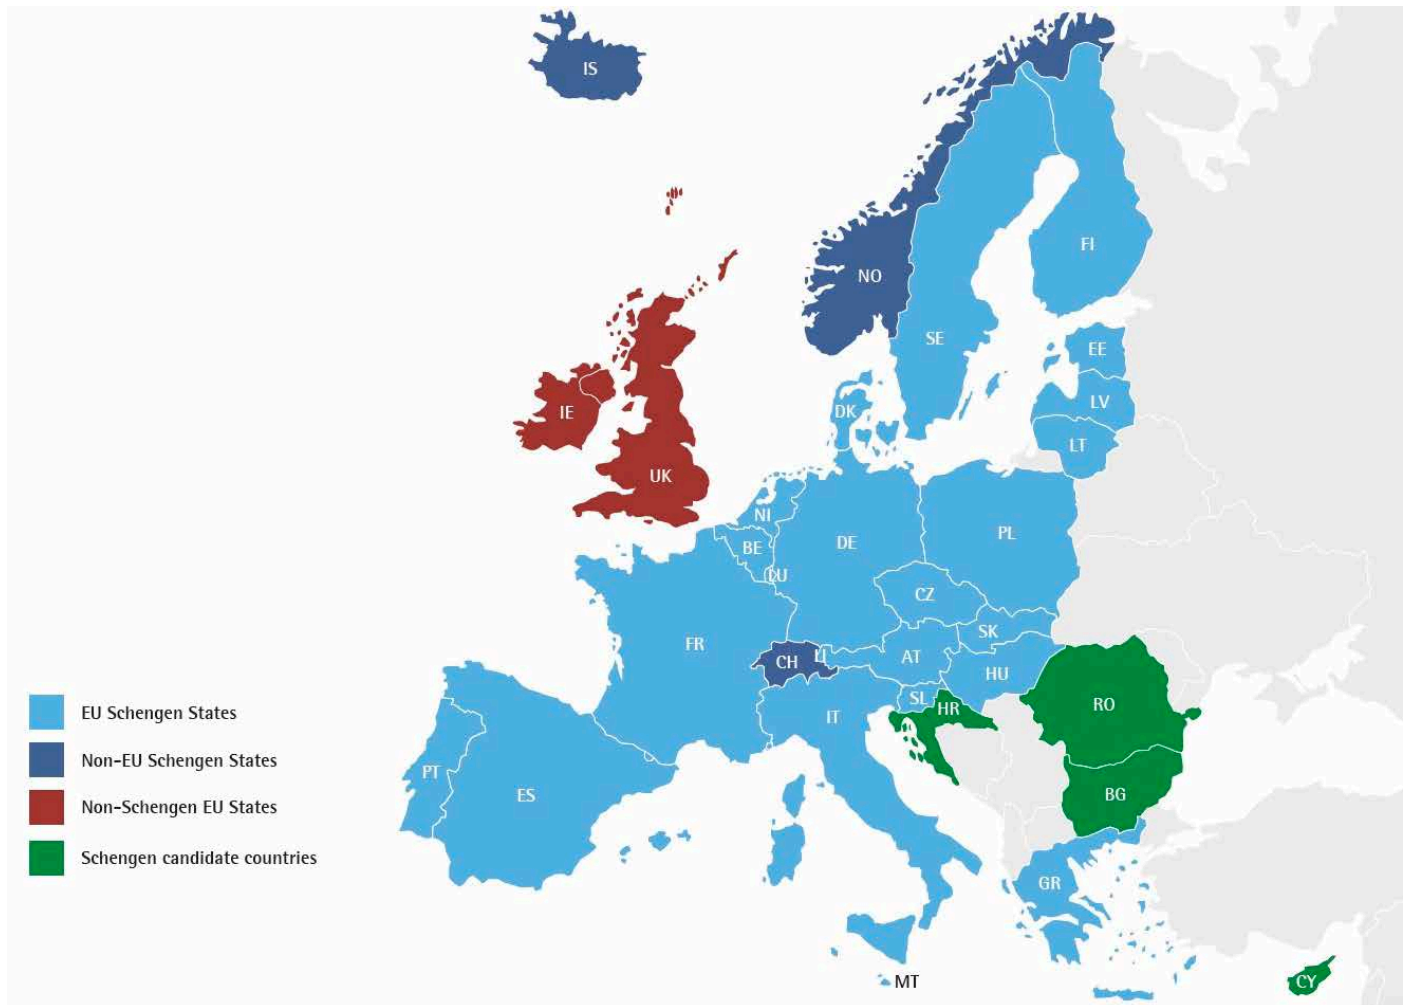 IS
NO
FI
SE
EE
LV
DK
LT
IE
UK
NI
PL
DE
BE
LU
CZ
SK
FR
AT
CH
LI
HU
SL
RO
HR
IT
EU Schengen States
Non-EU Schengen States
PT
ES
BG
Non-Schengen EU States
Schengen candidate countries
GR
MT
CY